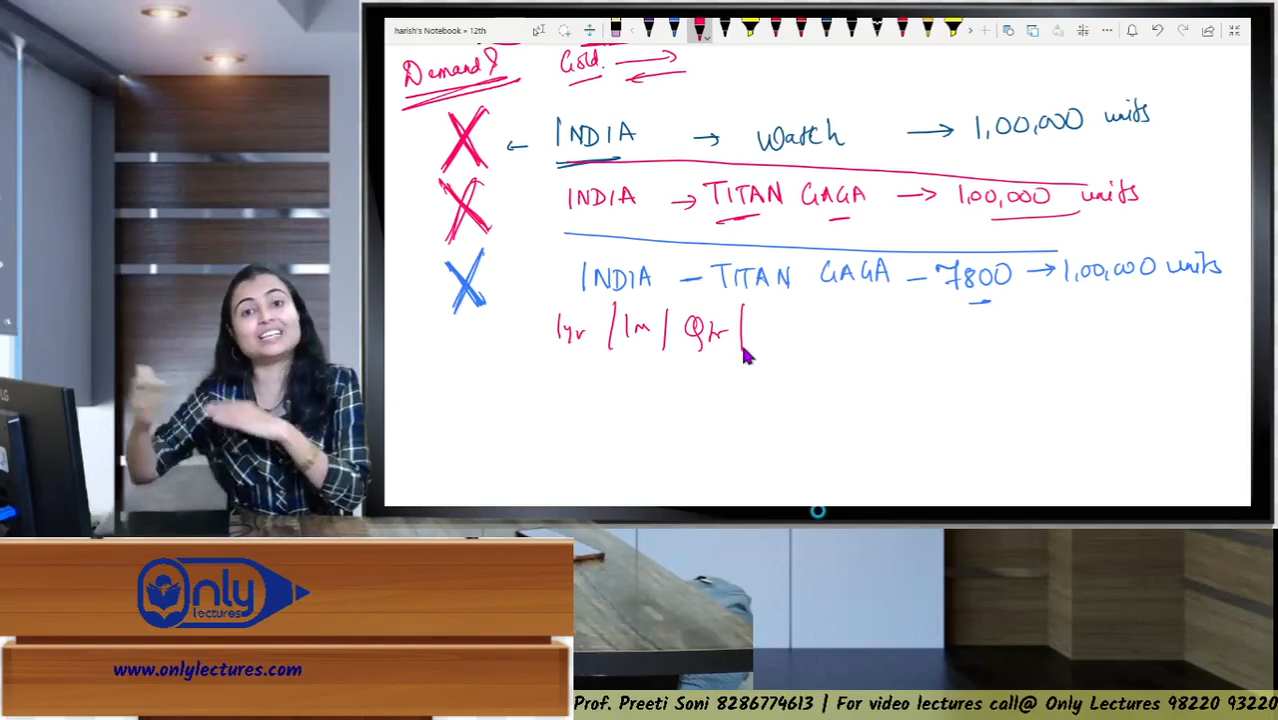 harish's Notebook » 12th
Demand & Gold. → ←
X ← INDIA → Watch → 1,00,000 units
X INDIA → TITAN GAGA → 1,00,000 units
X INDIA - TITAN GAGA - 7800 → 1,00,000 units
1yr | 1m | Qtr |
LG
Only
lectures
www.onlylectures.com
Prof. Preeti Soni 8286774613 | For video lectures call@ Only Lectures 98220 93220